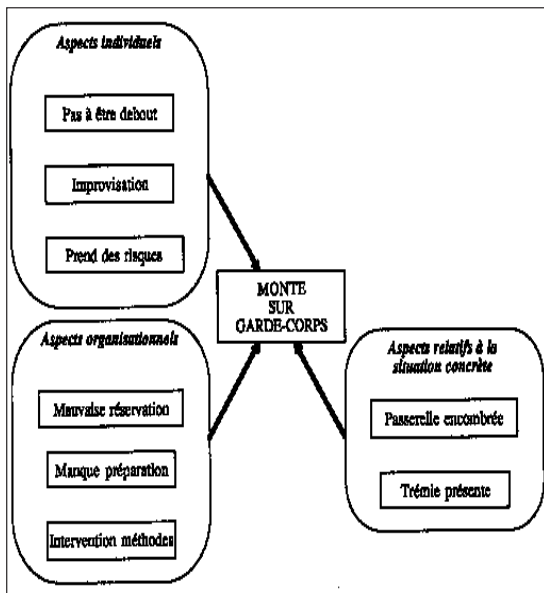 Aspects individuels
Pas à être debout
Improvisation
Prend des risques
MONTE
SUR
GARDE-CORPS
Aspects organisationnels
Mauvaise réservation
Manque préparation
Intervention méthodes
Aspects relatifs à la
situation concrète
Passerelle encombrée
Trémie présente